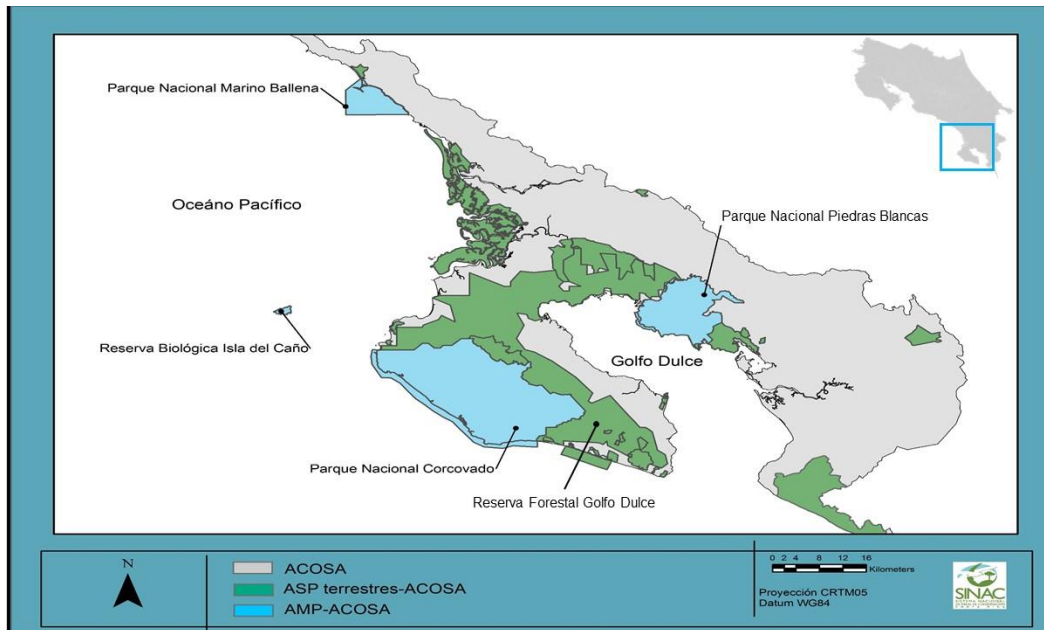 Parque Nacional Marino Ballena
Oceáno Pacífico
Parque Nacional Piedras Blancas
Reserva Biológica Isla del Caño
Golfo Dulce
Parque Nacional Corcovado
Reserva Forestal Golfo Dulce
N
ACOSA
ASP terrestres-ACOSA
AMP-ACOSA
0 2 4 8 12 16
Kilometers
Proyección CRTM05
Datum WG84
SINAC